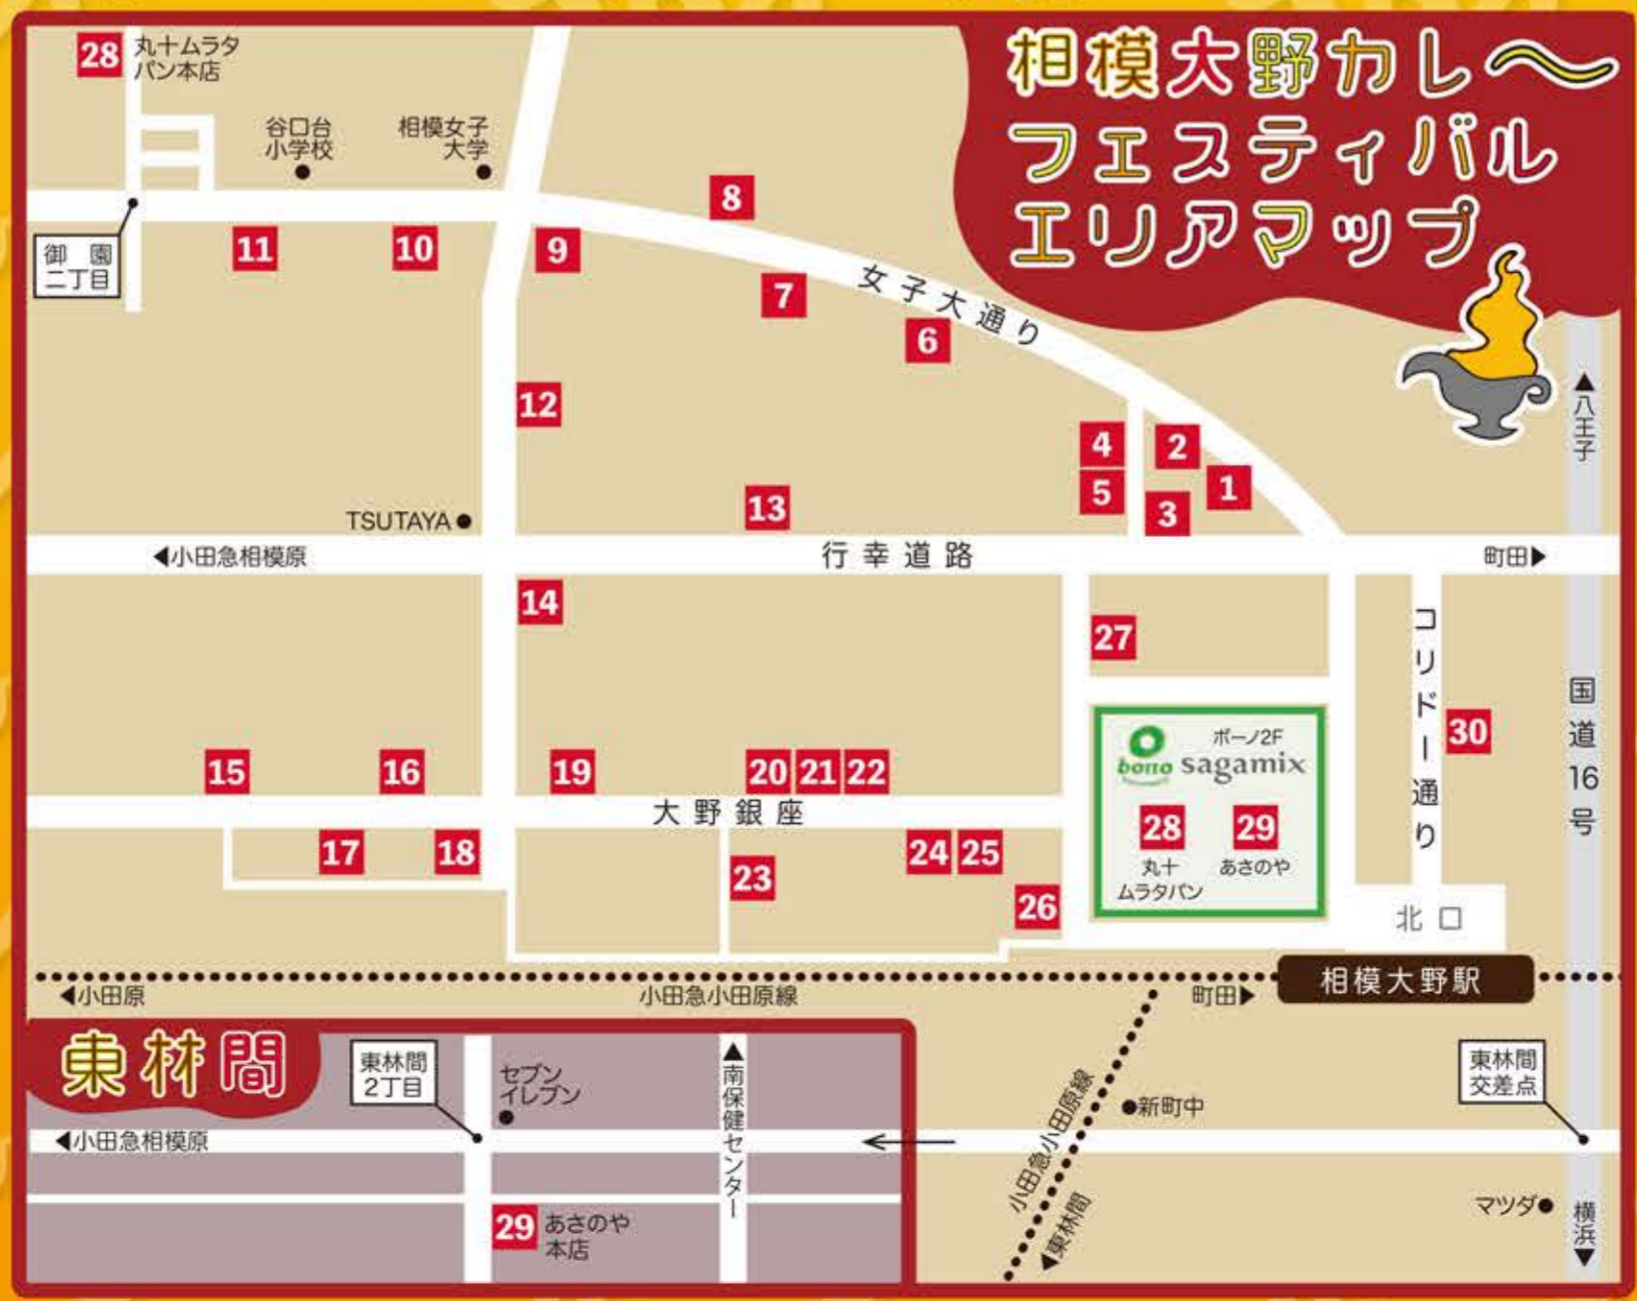 相模大野カレ～
フェスティバル
エリアマップ
28
丸十ムラタ
パン本店
谷口台
小学校
相模女子
大学
御園
二丁目
11
10
9
8
7
6
女子大通り
▲八王子
12
4
2
1
5
3
13
TSUTAYA
◀小田急相模原
行幸道路
町田▶
14
27
コリドー通り
30
国道16号
bono
ボーノ2F
sagamix
28
丸十
ムラタパン
29
あさのや
15
16
19
20
21
22
大野銀座
17
18
23
24
25
26
北口
相模大野駅
◀小田原
小田急小田原線
町田▶
東林間
東林間
2丁目
セブン
イレブン
▲南保健センター
◀小田急相模原
29
あさのや
本店
小田急小田原線
◀東林間
新町中
東林間
交差点
マツダ
横浜▼